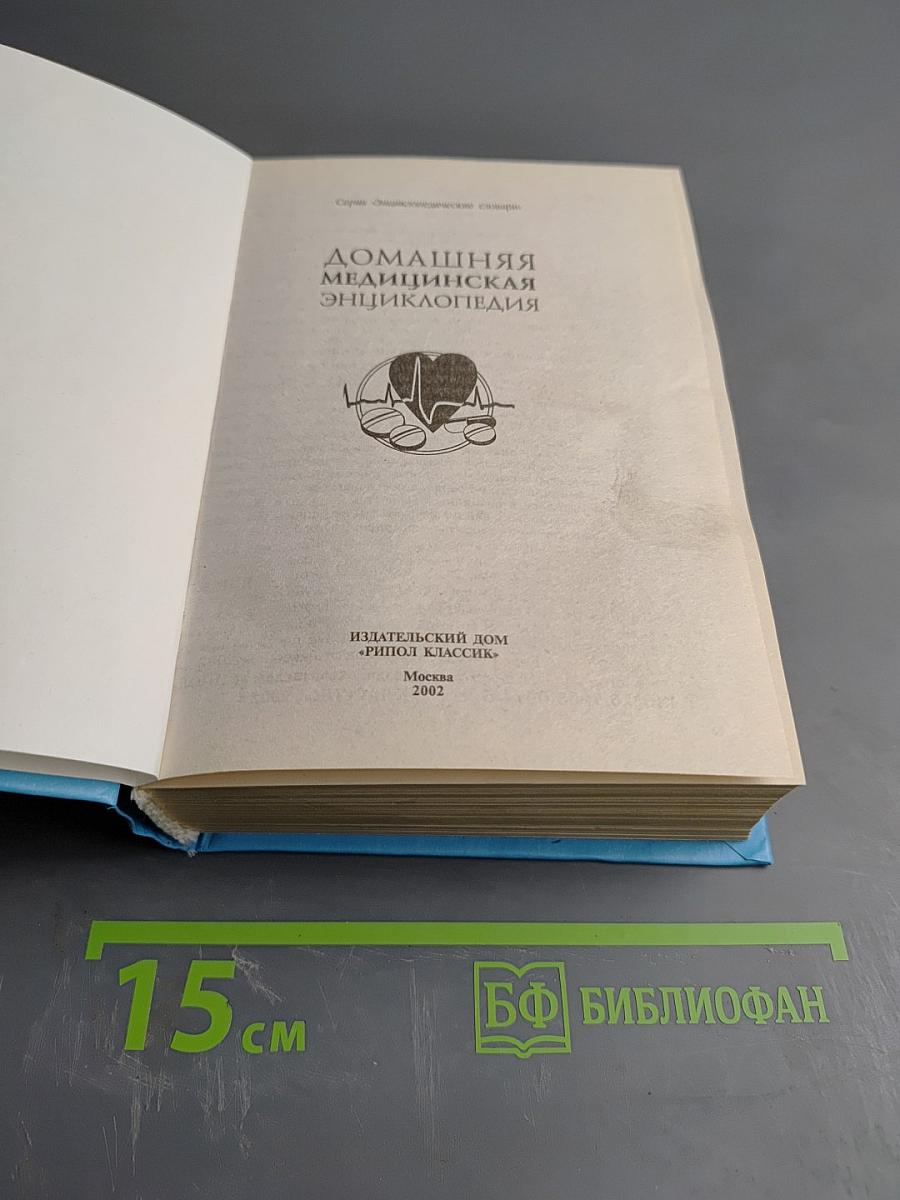 Серия «Энциклопедические словари»
ДОМАШНЯЯ
МЕДИЦИНСКАЯ
ЭНЦИКЛОПЕДИЯ
ИЗДАТЕЛЬСКИЙ ДОМ
«РИПОЛ КЛАССИК»
Москва
2002
15 см
БФ БИБЛИОФАН